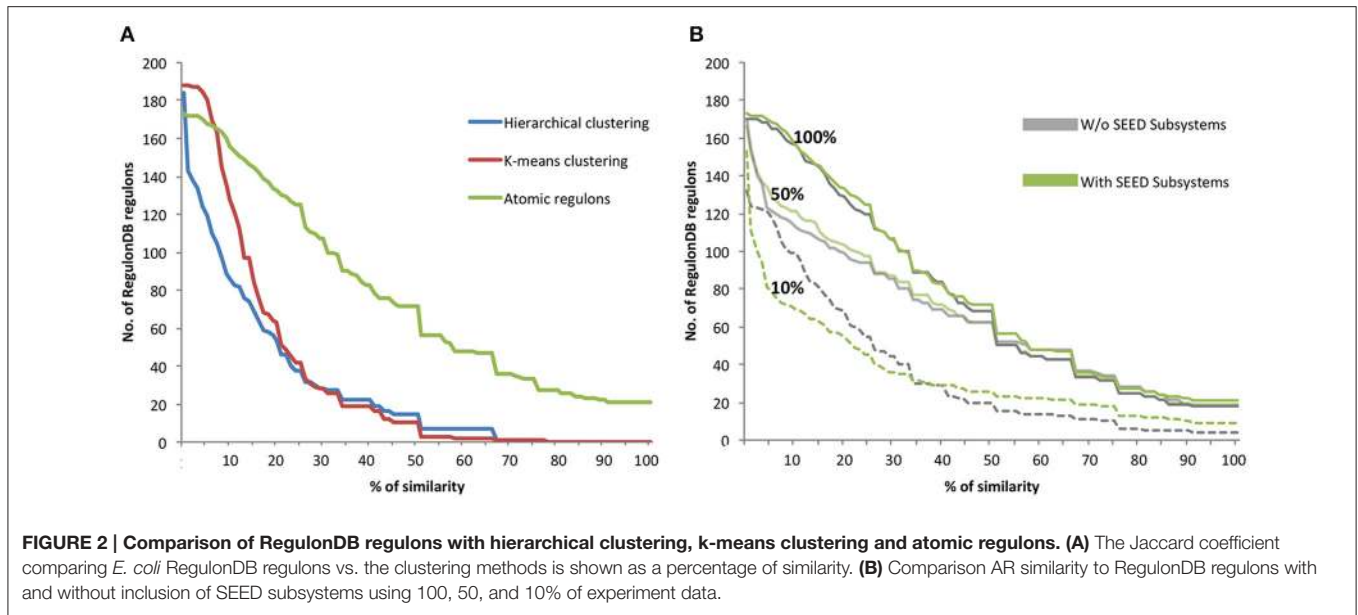 A
200
180
160
140
120
100
80
60
40
20
0
No. of RegulonDB regulons
Hierarchical clustering
K-means clustering
Atomic regulons
10 20 30 40 50 60 70 80 90 100
% of similarity
B
200
180
160
140
120
100
80
60
40
20
0
No. of RegulonDB regulons
100%
50%
10%
W/o SEED Subsystems
With SEED Subsystems
10 20 30 40 50 60 70 80 90 100
% of similarity
FIGURE 2 | Comparison of RegulonDB regulons with hierarchical clustering, k-means clustering and atomic regulons. (A) The Jaccard coefficient
comparing E. coli RegulonDB regulons vs. the clustering methods is shown as a percentage of similarity. (B) Comparison AR similarity to RegulonDB regulons with
and without inclusion of SEED subsystems using 100, 50, and 10% of experiment data.